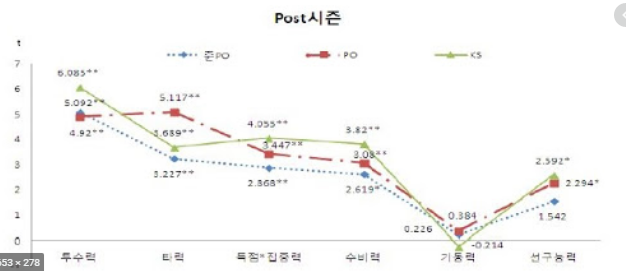 Post시즌
t
준PO
PO
KS
7
6.085**
6
5.092**
5.117**
5
4.92**
3.689**
4.055**
3.447**
3.82**
4
3.08**
3
3.227**
2.868**
2.619*
2.592*
2.294*
2
1.542
1
0.226
0.384
-0.214
0
투수력
타력
득점*집중력
수비력
기동력
선구능력
553 × 278